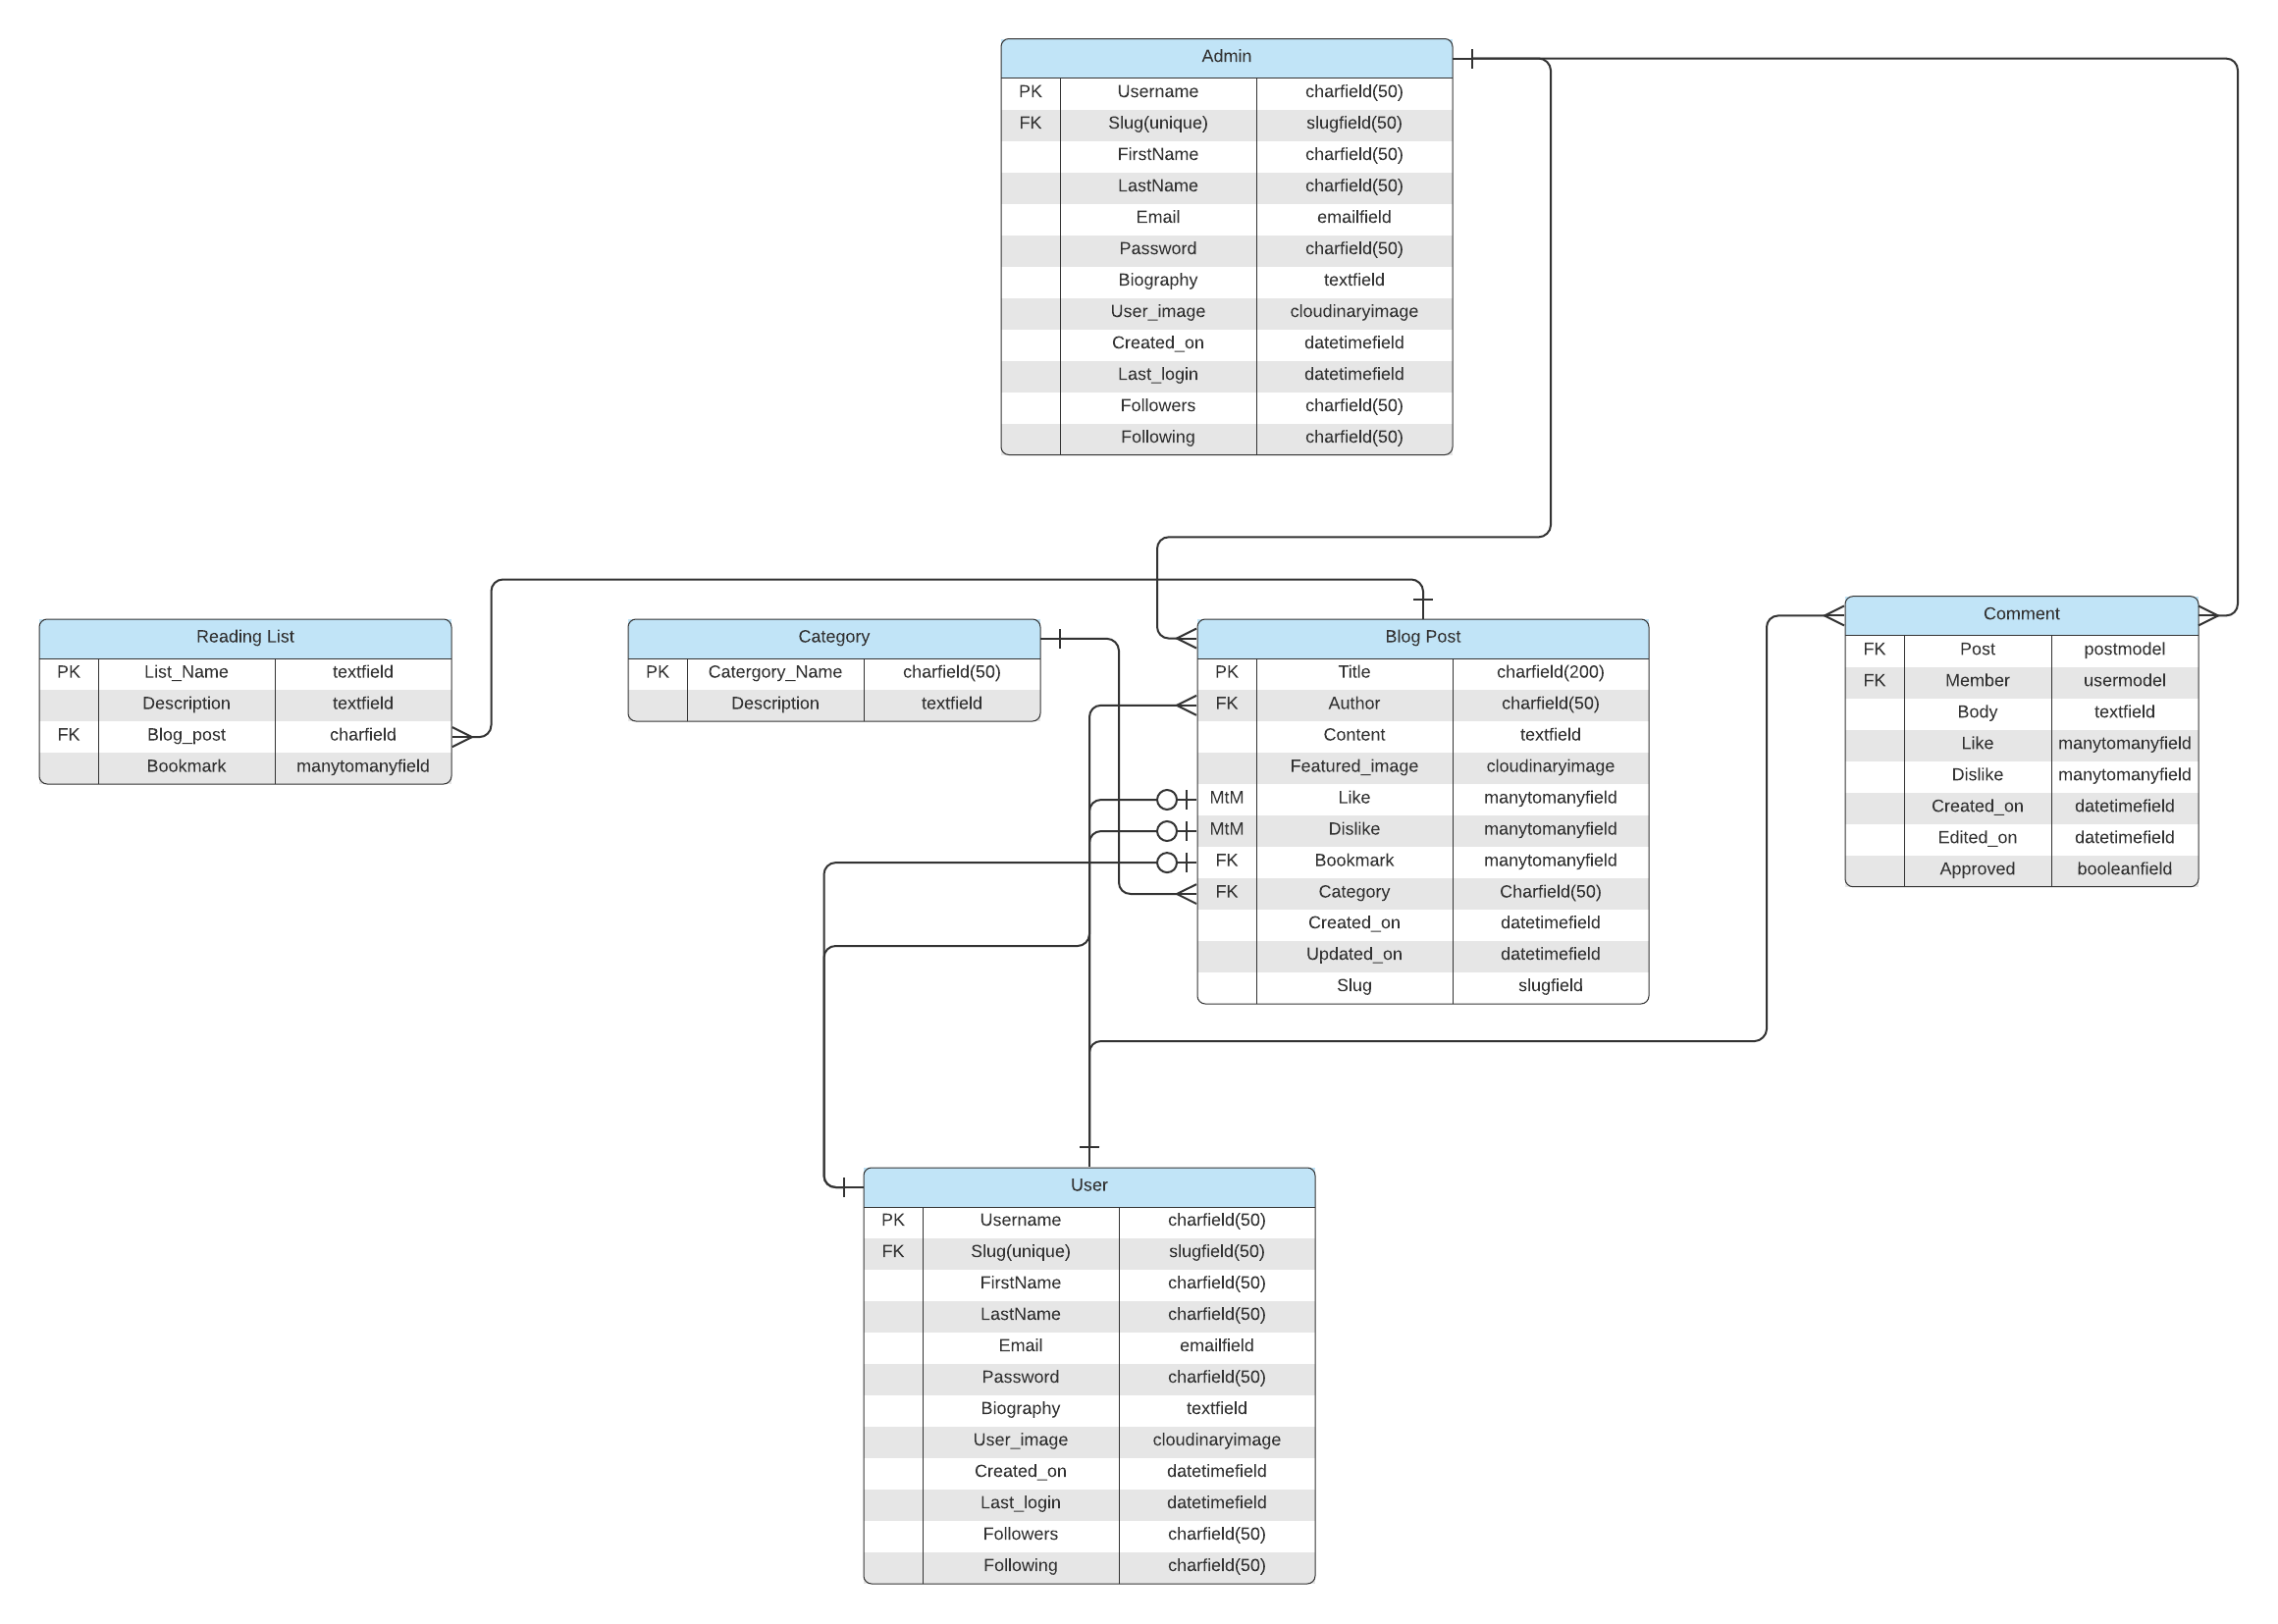 Admin
PK Username charfield(50)
FK Slug(unique) slugfield(50)
FirstName charfield(50)
LastName charfield(50)
Email emailfield
Password charfield(50)
Biography textfield
User_image cloudinaryimage
Created_on datetimefield
Last_login datetimefield
Followers charfield(50)
Following charfield(50)
Reading List
PK List_Name textfield
Description textfield
FK Blog_post charfield
Bookmark manytomanyfield
Category
PK Catergory_Name charfield(50)
Description textfield
Blog Post
PK Title charfield(200)
FK Author charfield(50)
Content textfield
Featured_image cloudinaryimage
MtM Like manytomanyfield
MtM Dislike manytomanyfield
FK Bookmark manytomanyfield
FK Category Charfield(50)
Created_on datetimefield
Updated_on datetimefield
Slug slugfield
Comment
FK Post postmodel
FK Member usermodel
Body textfield
Like manytomanyfield
Dislike manytomanyfield
Created_on datetimefield
Edited_on datetimefield
Approved booleanfield
User
PK Username charfield(50)
FK Slug(unique) slugfield(50)
FirstName charfield(50)
LastName charfield(50)
Email emailfield
Password charfield(50)
Biography textfield
User_image cloudinaryimage
Created_on datetimefield
Last_login datetimefield
Followers charfield(50)
Following charfield(50)